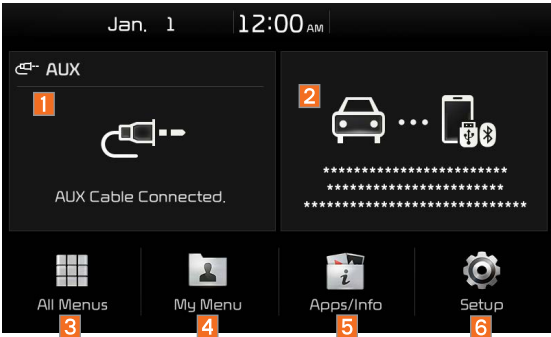 Jan. 1 12:00 AM
AUX
1
2
AUX Cable Connected.
************************
***********************
*****************************
All Menus My Menu Apps/Info Setup
3 4 5 6